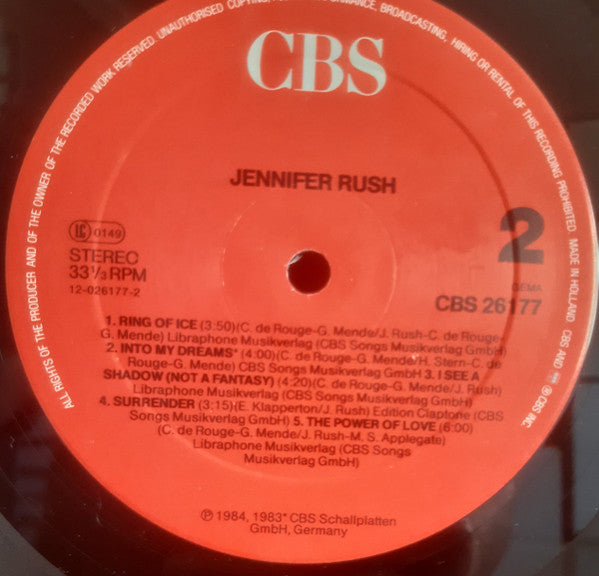 ALL RIGHTS OF THE PRODUCER AND OF THE OWNER OF THE RECORDED WORK RESERVED. UNAUTHORISED COPYING, BROADCASTING, HIRING OR RENTAL OF THIS RECORDING PROHIBITED. MADE IN HOLLAND CBS AND ℗ CBS INC.
CBS
JENNIFER RUSH
LC 0149
STEREO
33 1/3 RPM
12-026177-2
2
GEMA
CBS 26177
1. RING OF ICE (3:50)(C. de Rouge-G. Mende/J. Rush-C. de Rouge-
G. Mende) Libraphone Musikverlag (CBS Songs Musikverlag GmbH)
2. INTO MY DREAMS* (4:00)(C. de Rouge-G. Mende/H. Stern-C. de
Rouge-G. Mende) CBS Songs Musikverlag GmbH 3. I SEE A
SHADOW (NOT A FANTASY) (4:20)(C. de Rouge-G. Mende/J. Rush)
Libraphone Musikverlag (CBS Songs Musikverlag GmbH)
4. SURRENDER (3:15)(E. Klapperton/J. Rush) Edition Claptone (CBS
Songs Musikverlag GmbH) 5. THE POWER OF LOVE (6:00)
(C. de Rouge-G. Mende/J. Rush-M. S. Applegate)
Libraphone Musikverlag (CBS Songs
Musikverlag GmbH)
℗ 1984, 1983* CBS Schallplatten
GmbH, Germany